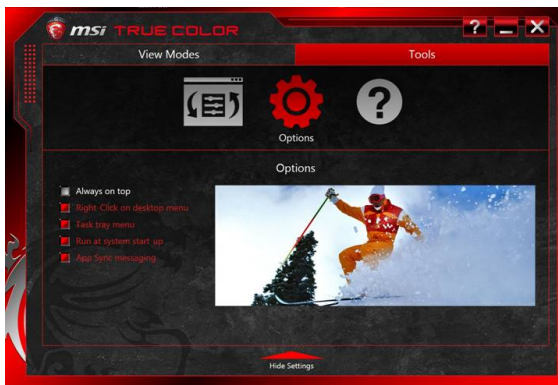 msi TRUE COLOR
? _ X
View Modes
Tools
?
Options
Options
Always on top
Right Click on desktop menu
Task tray menu
Run at system start up
App Sync messaging
Hide Settings